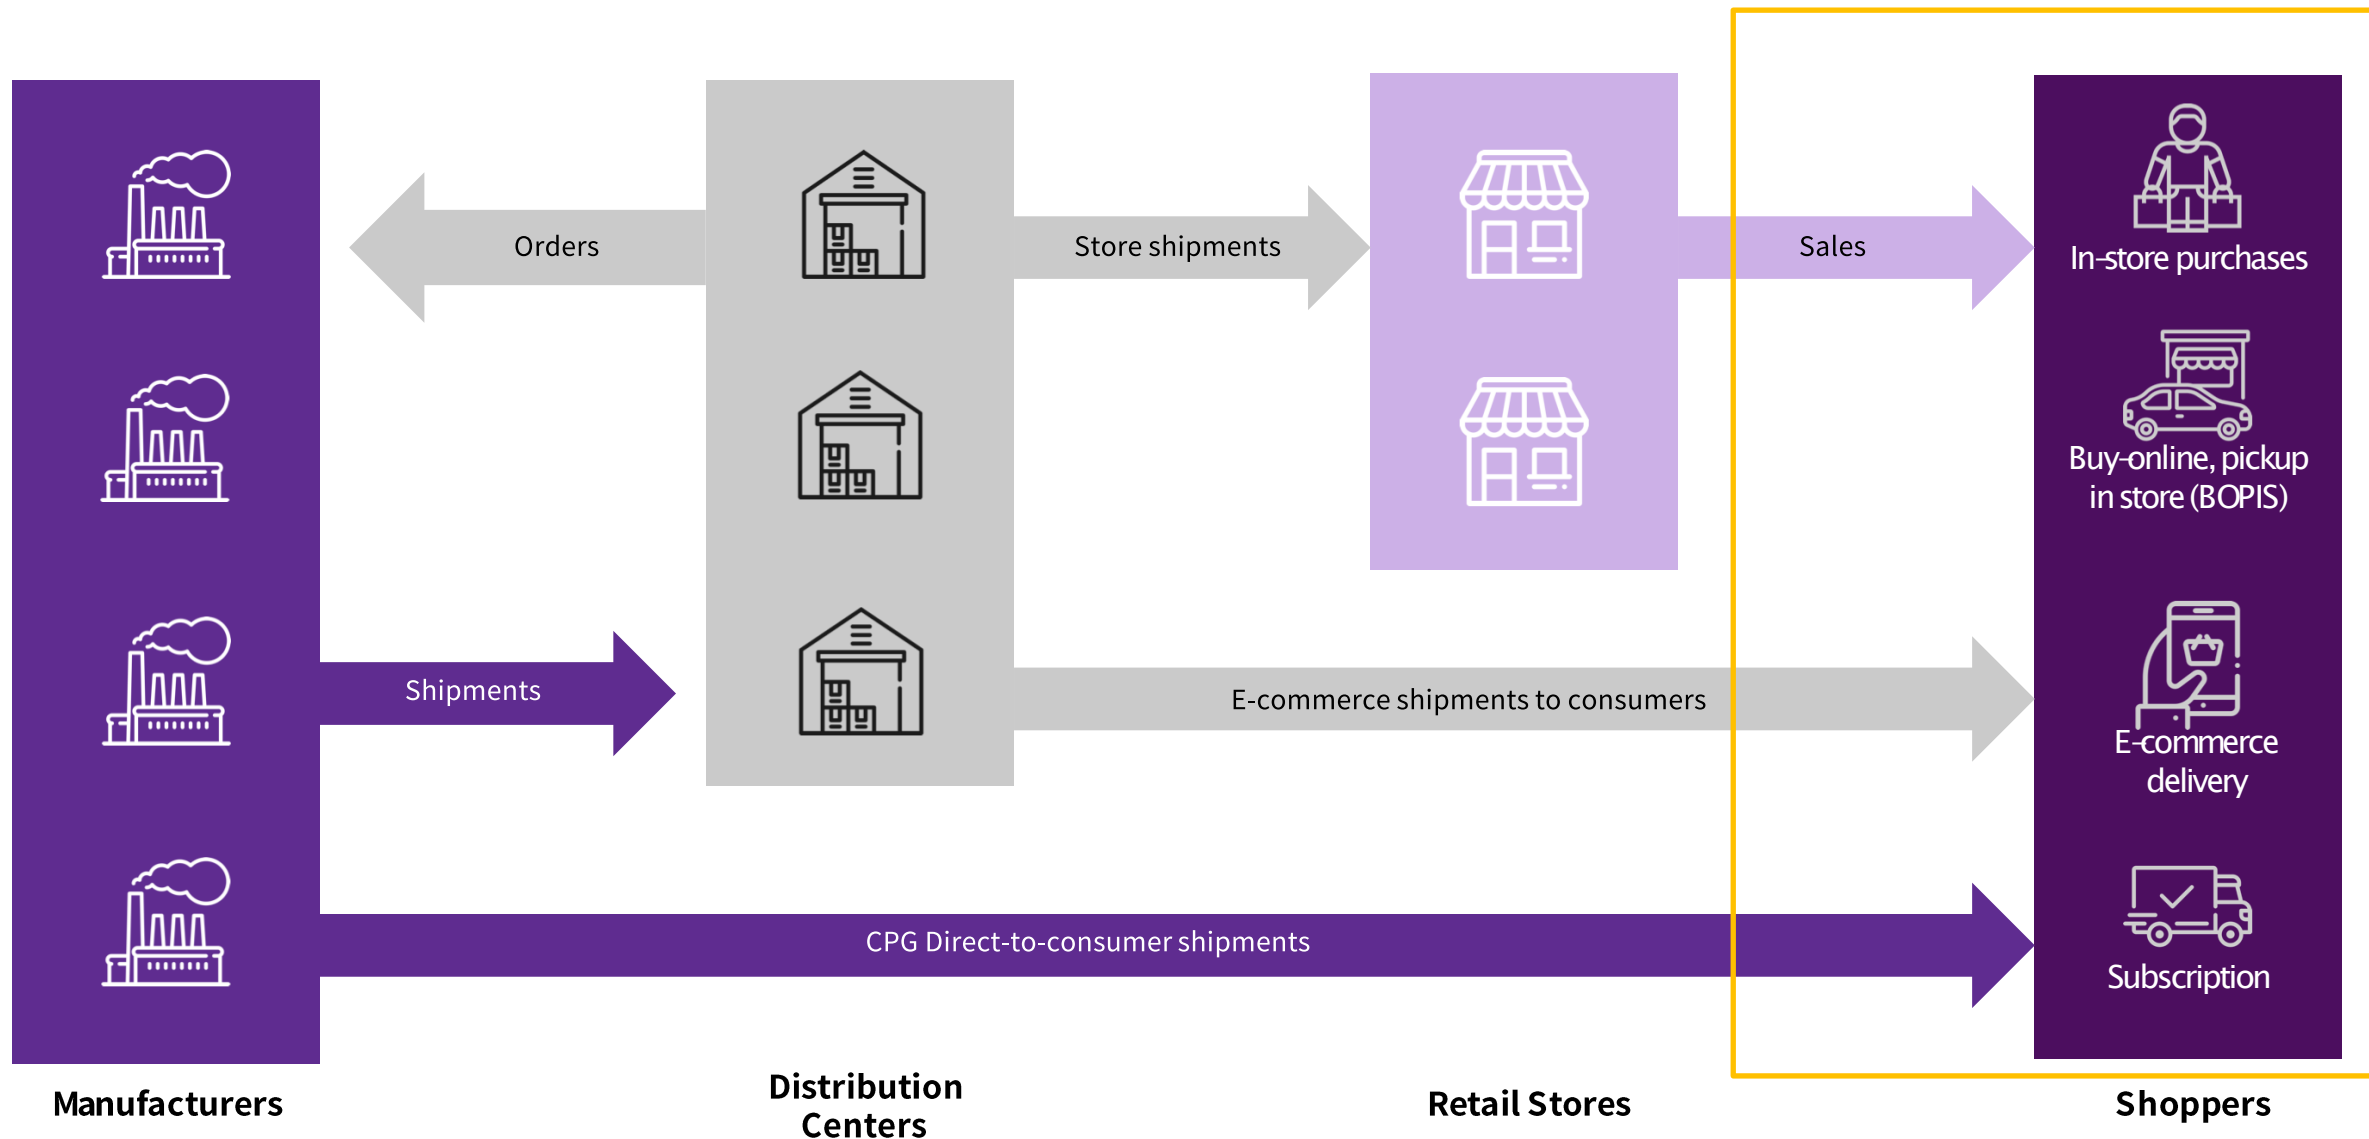 Orders
Store shipments
Sales
In-store purchases
Buy-online, pickup
in store (BOPIS)
Shipments
E-commerce shipments to consumers
E-commerce
delivery
CPG Direct-to-consumer shipments
Subscription
Manufacturers
Distribution
Centers
Retail Stores
Shoppers